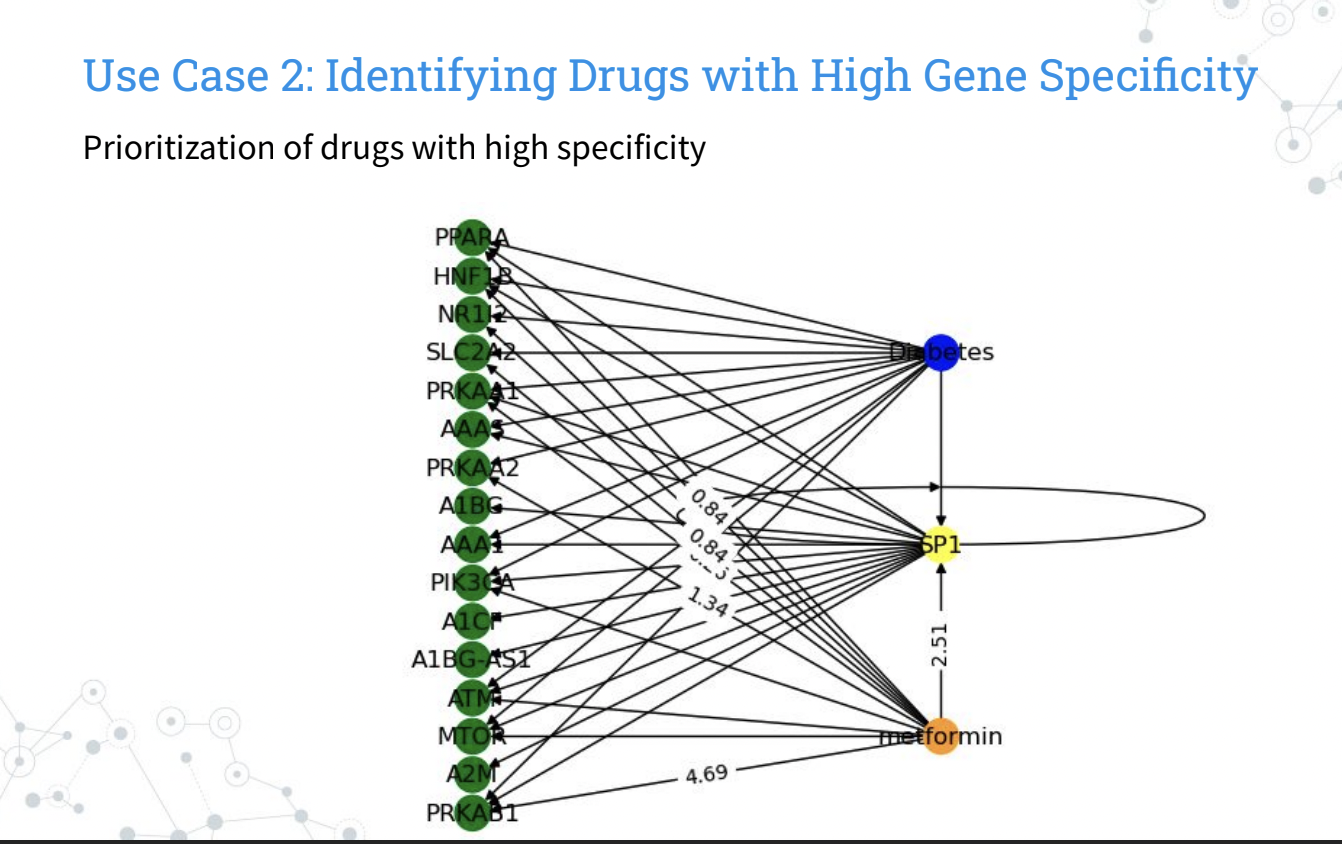 Use Case 2: Identifying Drugs with High Gene Specificity
Prioritization of drugs with high specificity
PPARA
HNF1B
NR1I2
SLC2A2
Diabetes
PRKAA1
AAAS
PRKAA2
A1BG
0.84
AAA1
SP1
0.84
PIK3CA
1.34
A1CF
2.51
A1BG-AS1
ATM
MTOR
metformin
A2M
4.69
PRKAB1